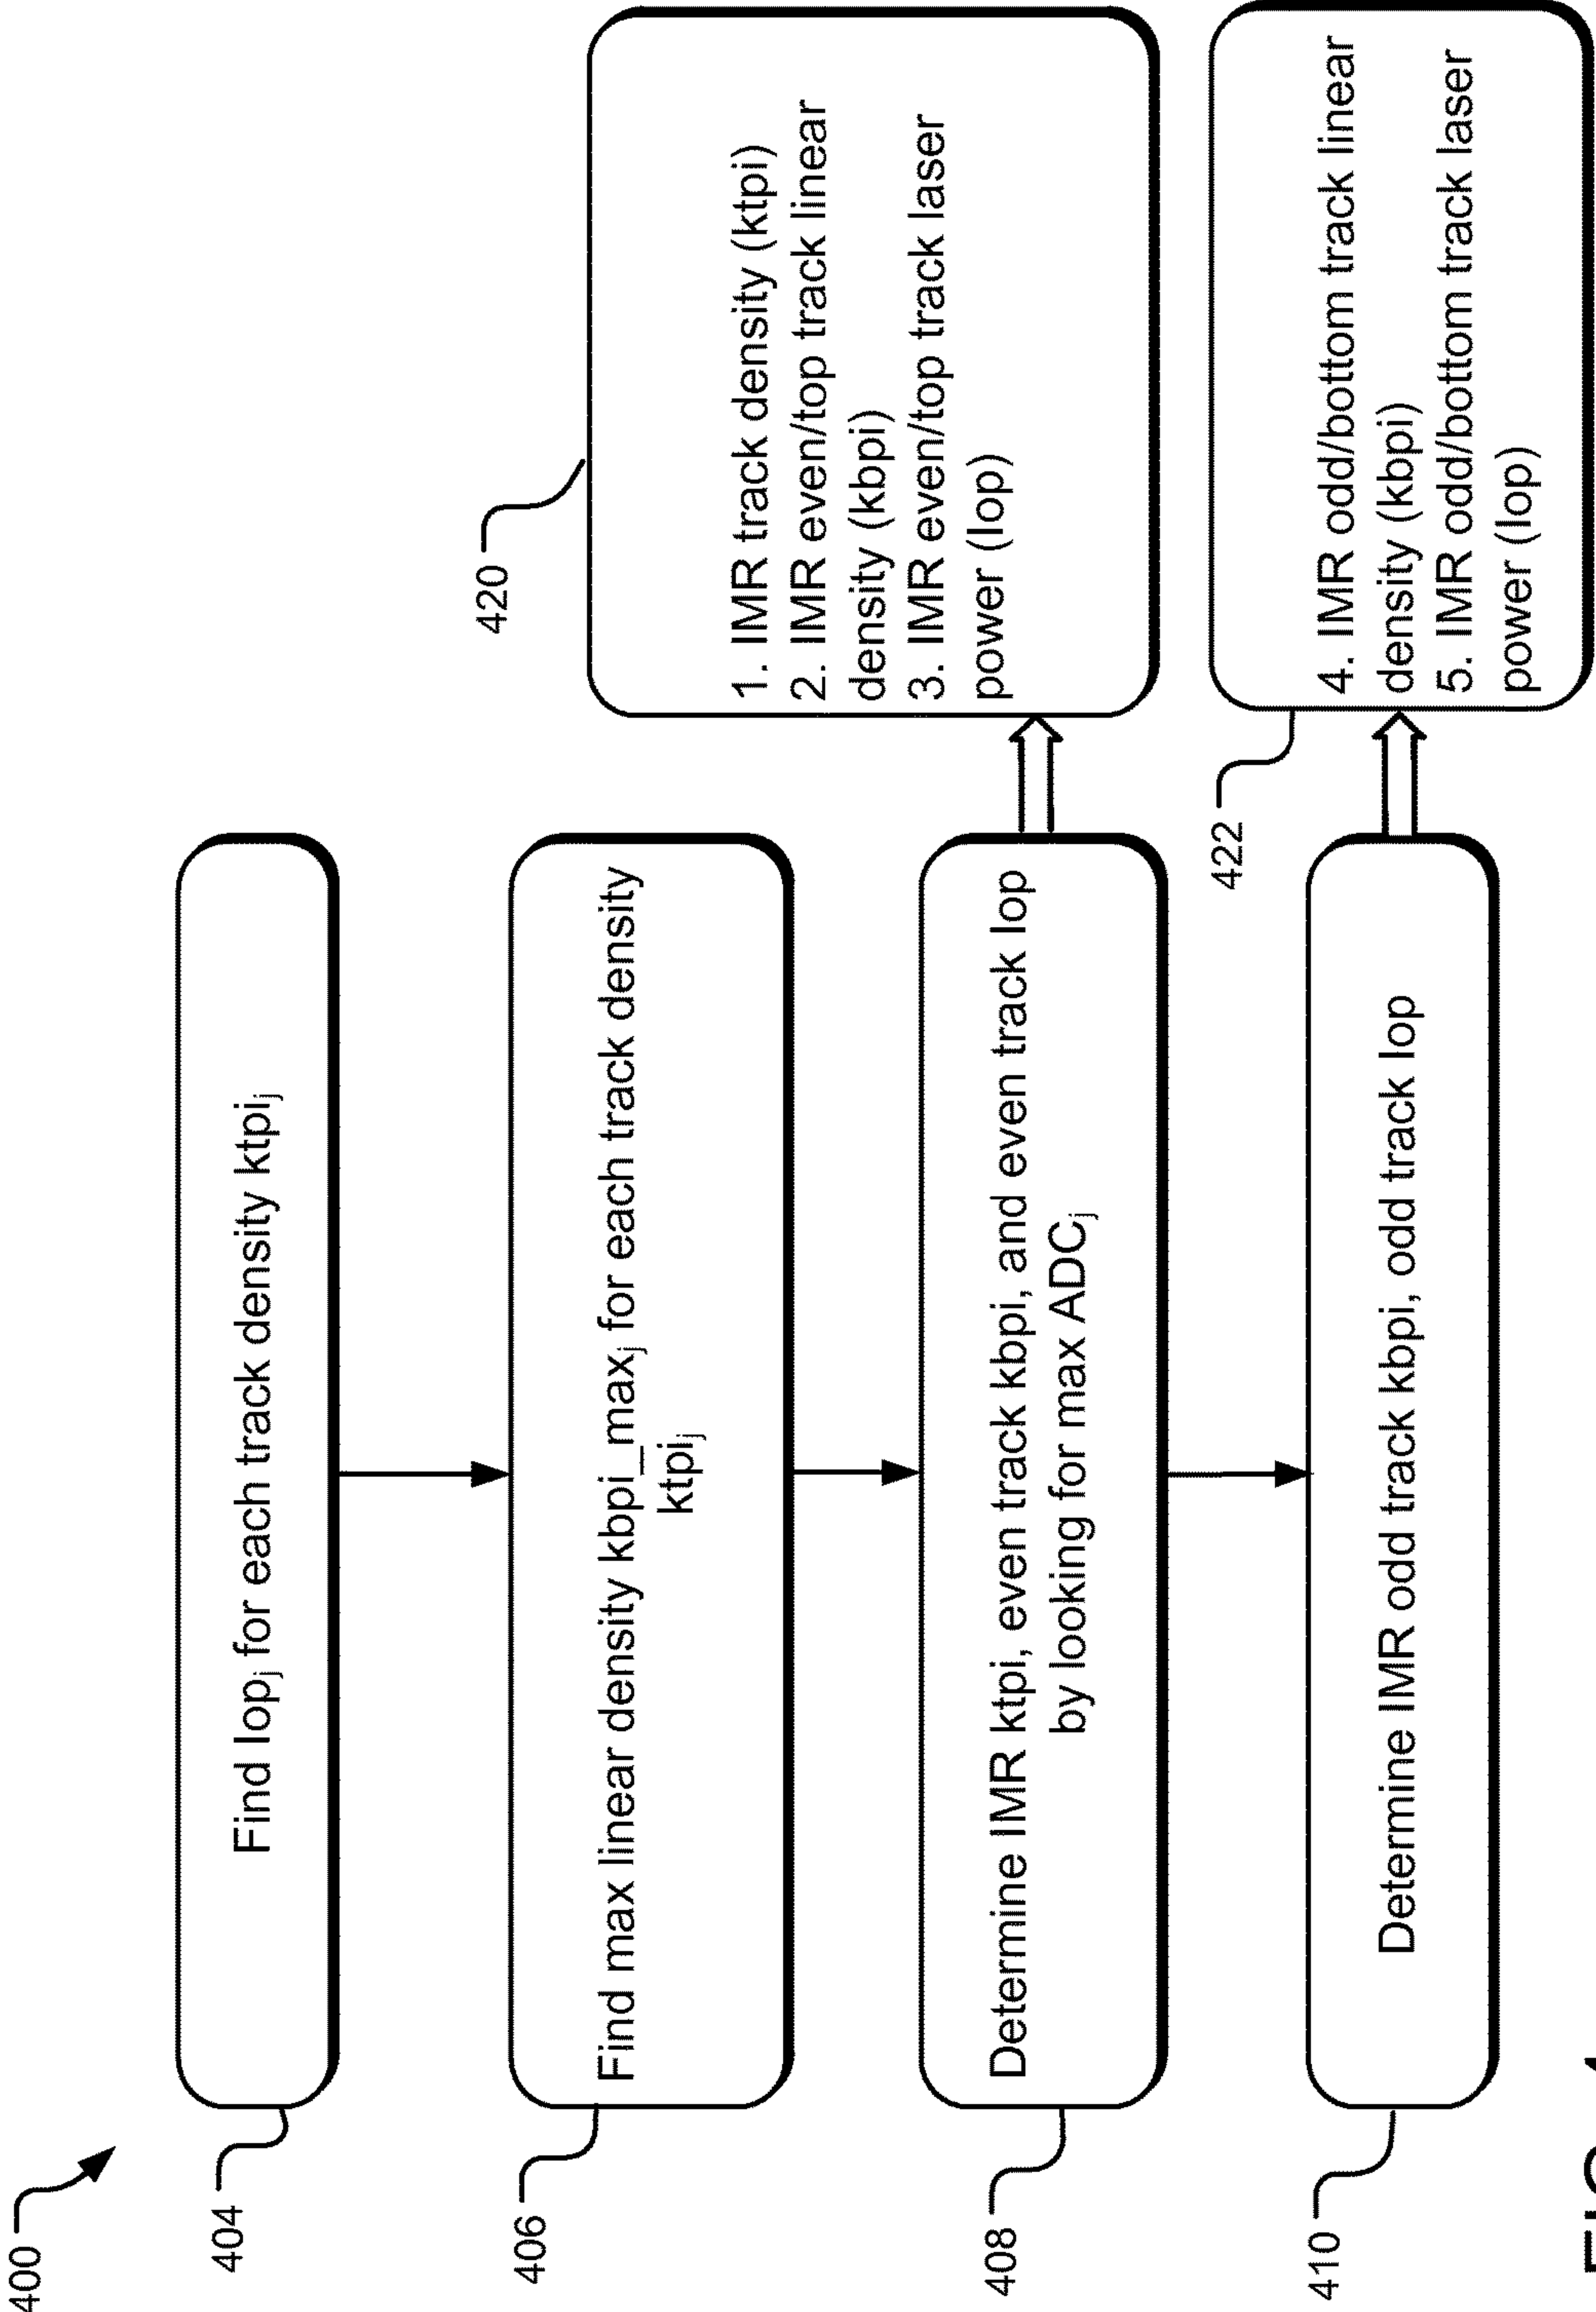 400
404
Find Iopⱼ for each track density ktpiⱼ
406
Find max linear density kbpi_maxⱼ for each track density
ktpiⱼ
408
Determine IMR ktpi, even track kbpi, and even track Iop
by looking for max ADCⱼ
420
1. IMR track density (ktpi)
2. IMR even/top track linear
density (kbpi)
3. IMR even/top track laser
power (Iop)
410
Determine IMR odd track kbpi, odd track Iop
422
4. IMR odd/bottom track linear
density (kbpi)
5. IMR odd/bottom track laser
power (Iop)